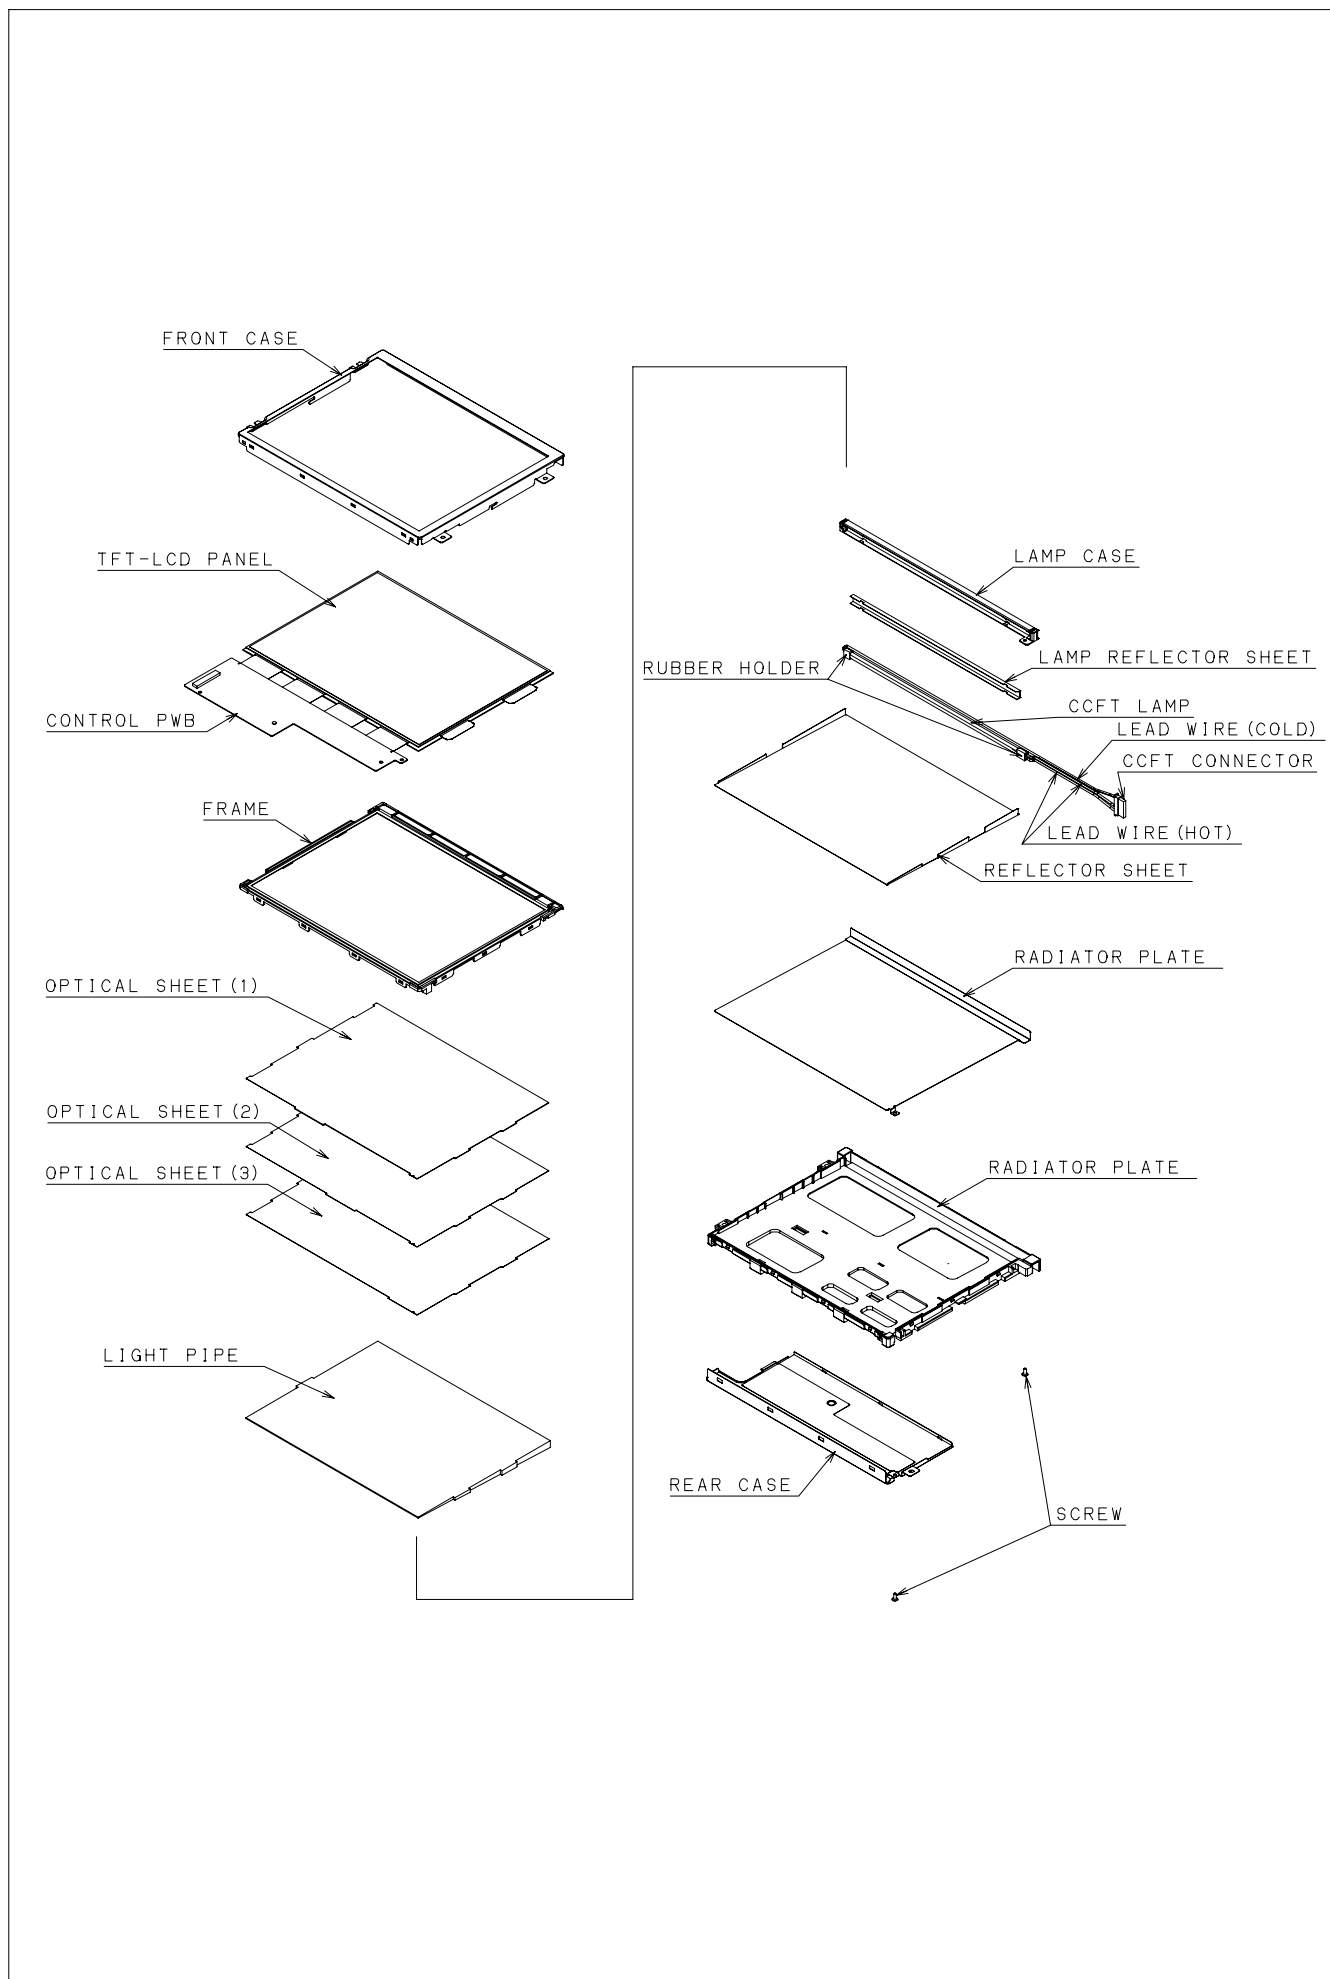 FRONT CASE
TFT-LCD PANEL
CONTROL PWB
FRAME
OPTICAL SHEET(1)
OPTICAL SHEET(2)
OPTICAL SHEET(3)
LIGHT PIPE
LAMP CASE
LAMP REFLECTOR SHEET
RUBBER HOLDER
CCFT LAMP
LEAD WIRE(COLD)
CCFT CONNECTOR
LEAD WIRE(HOT)
REFLECTOR SHEET
RADIATOR PLATE
RADIATOR PLATE
REAR CASE
SCREW